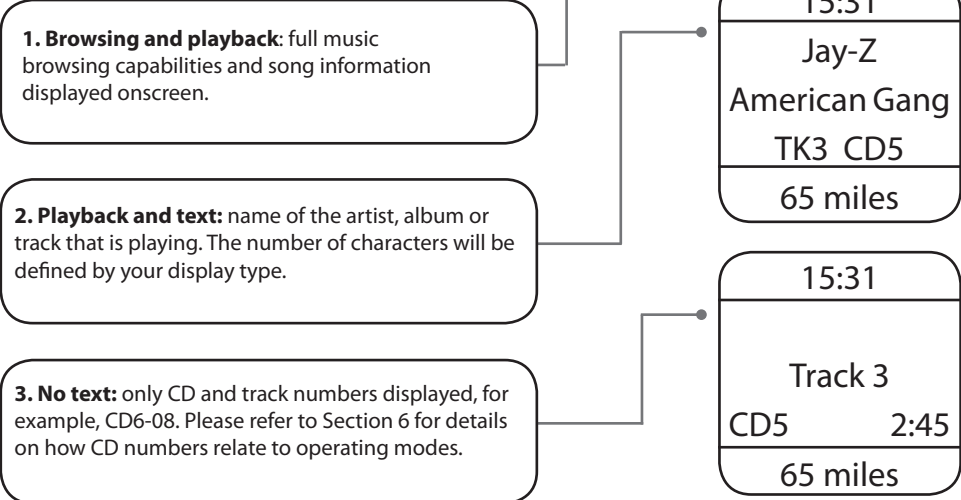 1. Browsing and playback: full music
browsing capabilities and song information
displayed onscreen.
15:31
Jay-Z
American Gang
TK3 CD5
65 miles
2. Playback and text: name of the artist, album or
track that is playing. The number of characters will be
defined by your display type.
15:31
Track 3
CD5 2:45
65 miles
3. No text: only CD and track numbers displayed, for
example, CD6-08. Please refer to Section 6 for details
on how CD numbers relate to operating modes.